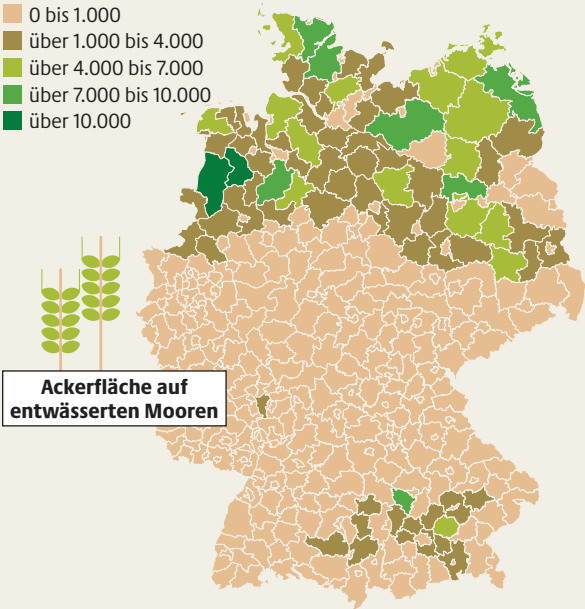 0 bis 1.000
über 1.000 bis 4.000
über 4.000 bis 7.000
über 7.000 bis 10.000
über 10.000
Ackerfläche auf
entwässerten Mooren